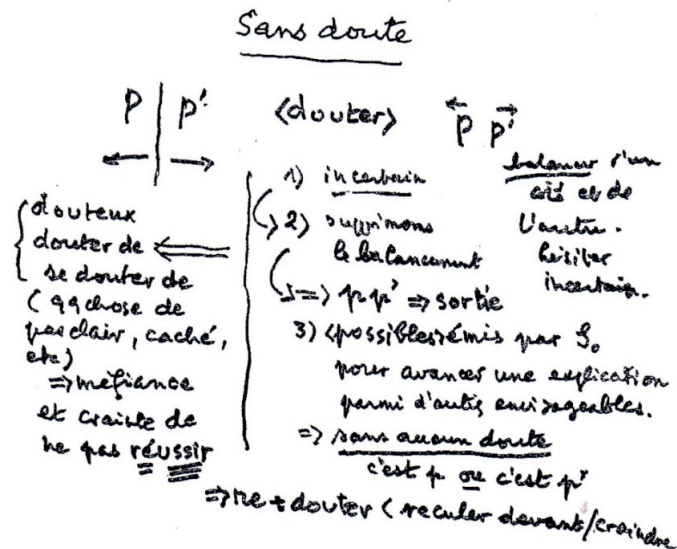 Sans doute
p | p' <douter> p p'
balancer d'un
côté et de
l'autre.
hésiter
incertain.
douteux
douter de
se douter de
( qqchose de
pas clair, caché,
etc)
=> méfiance
et crainte de
ne pas réussir
1) incertain
2) supprimons
le balancement
=> p p' => sortie
3) <possibles> émis par S₀
pour avancer une explication
parmi d'autres envisageables.
=> sans aucun doute
c'est p ou c'est p'
=> re + douter ( reculer devant/craindre